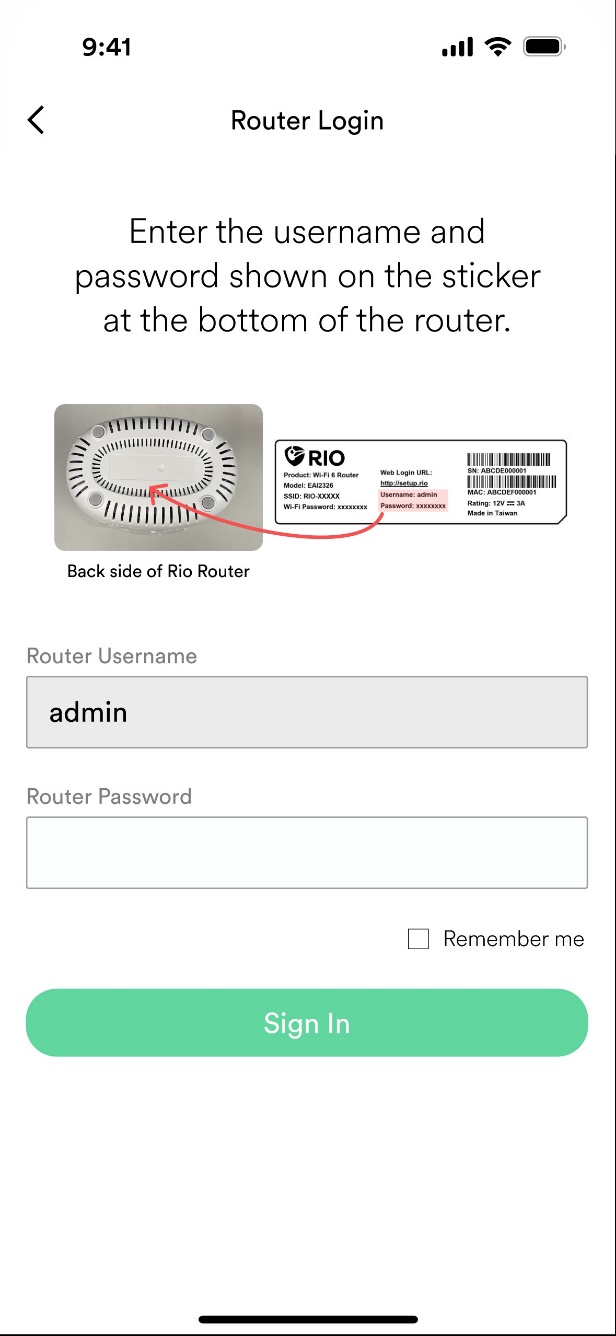 9:41
Router Login
Enter the username and
password shown on the sticker
at the bottom of the router.
RIO
Product: Wi-Fi 6 Router
Model: EAI2326
SSID: RIO-XXXXX
Wi-Fi Password: xxxxxxxx
Web Login URL:
http://setup.rio
Username: admin
Password: xxxxxxxx
SN: ABCDE000001
MAC: ABCDEF000001
Rating: 12V ⎓ 3A
Made in Taiwan
Back side of Rio Router
Router Username
admin
Router Password
Remember me
Sign In